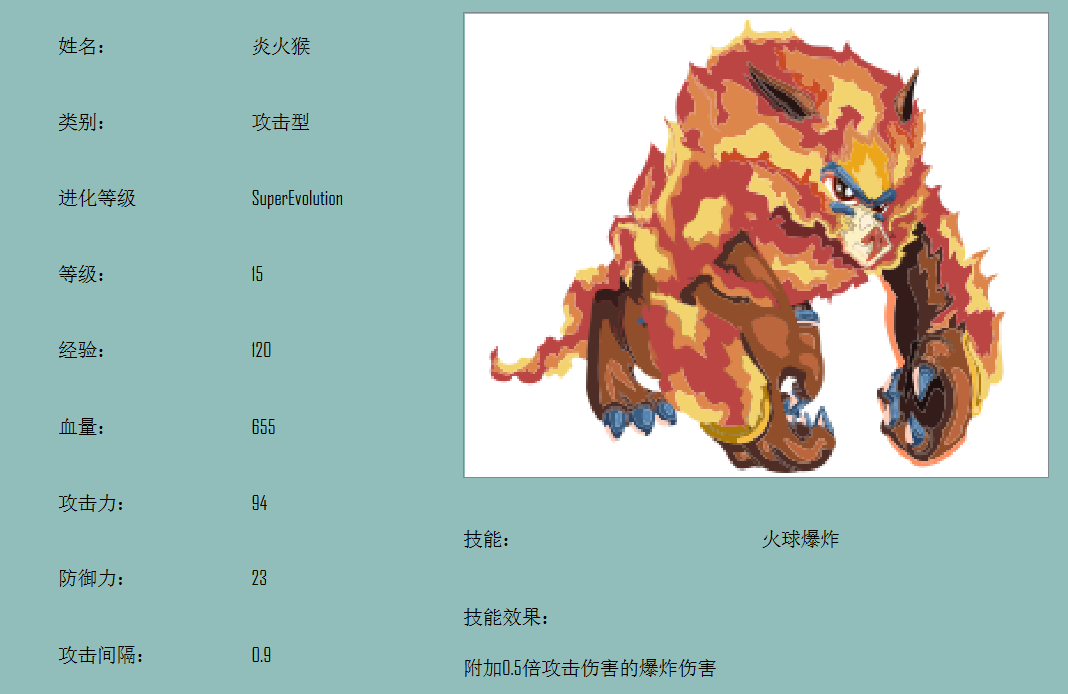 姓名: 炎火猴
类别: 攻击型
进化等级 SuperEvolution
等级: 15
经验: 120
血量: 655
攻击力: 94
防御力: 23
攻击间隔: 0.9
技能: 火球爆炸
技能效果:
附加0.5倍攻击伤害的爆炸伤害